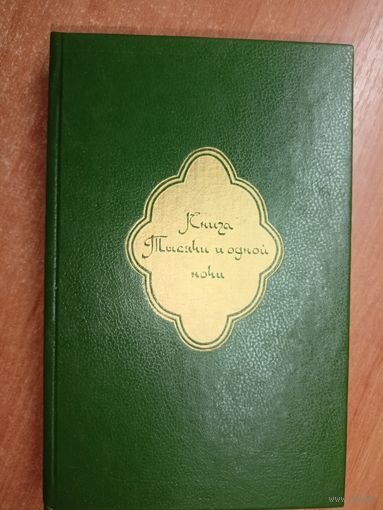 Книга
Тысячи и одной
ночи